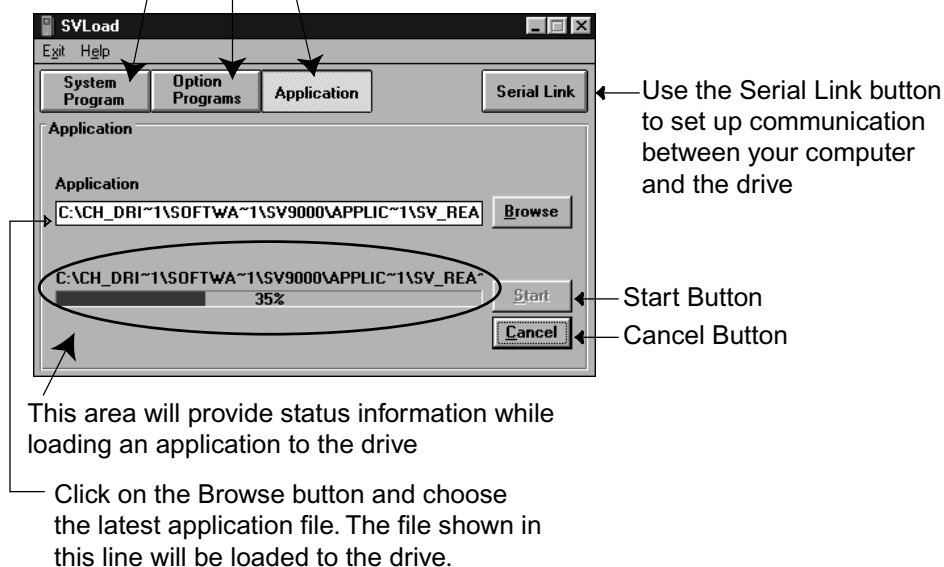 SVLoad
Exit Help
System
Program
Option
Programs
Application
Serial Link
Use the Serial Link button
to set up communication
between your computer
and the drive
Application
Application
C:\CH_DRI~1\SOFTWA~1\SV9000\APPLIC~1\SV_REA
Browse
C:\CH_DRI~1\SOFTWA~1\SV9000\APPLIC~1\SV_REA~
35%
Start
Start Button
Cancel
Cancel Button
This area will provide status information while
loading an application to the drive
Click on the Browse button and choose
the latest application file. The file shown in
this line will be loaded to the drive.